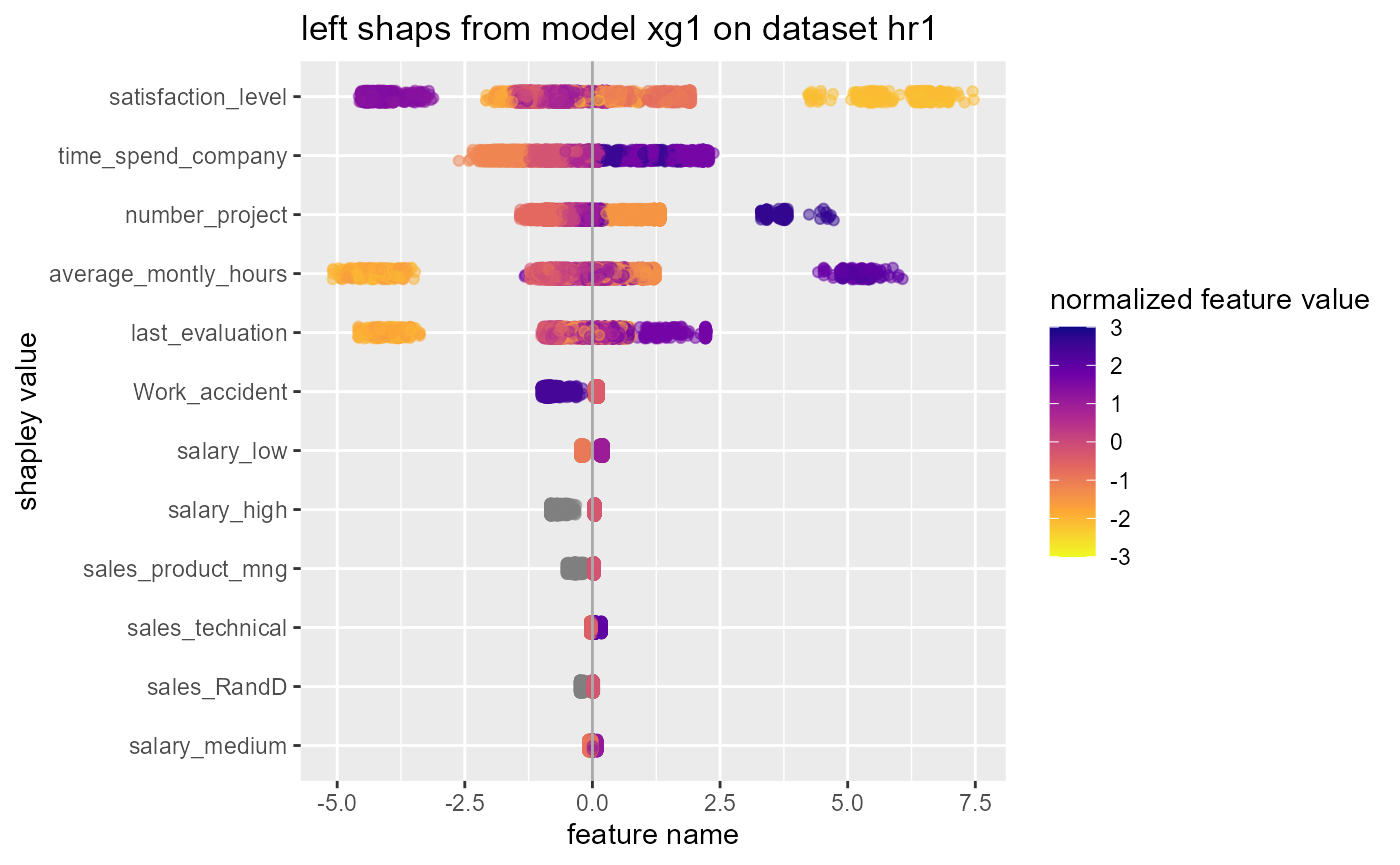 left shaps from model xg1 on dataset hr1
satisfaction_level
time_spend_company
number_project
average_montly_hours
last_evaluation
Work_accident
salary_low
salary_high
sales_product_mng
sales_technical
sales_RandD
salary_medium
shapley value
-5.0 -2.5 0.0 2.5 5.0 7.5
feature name
normalized feature value
3
2
1
0
-1
-2
-3